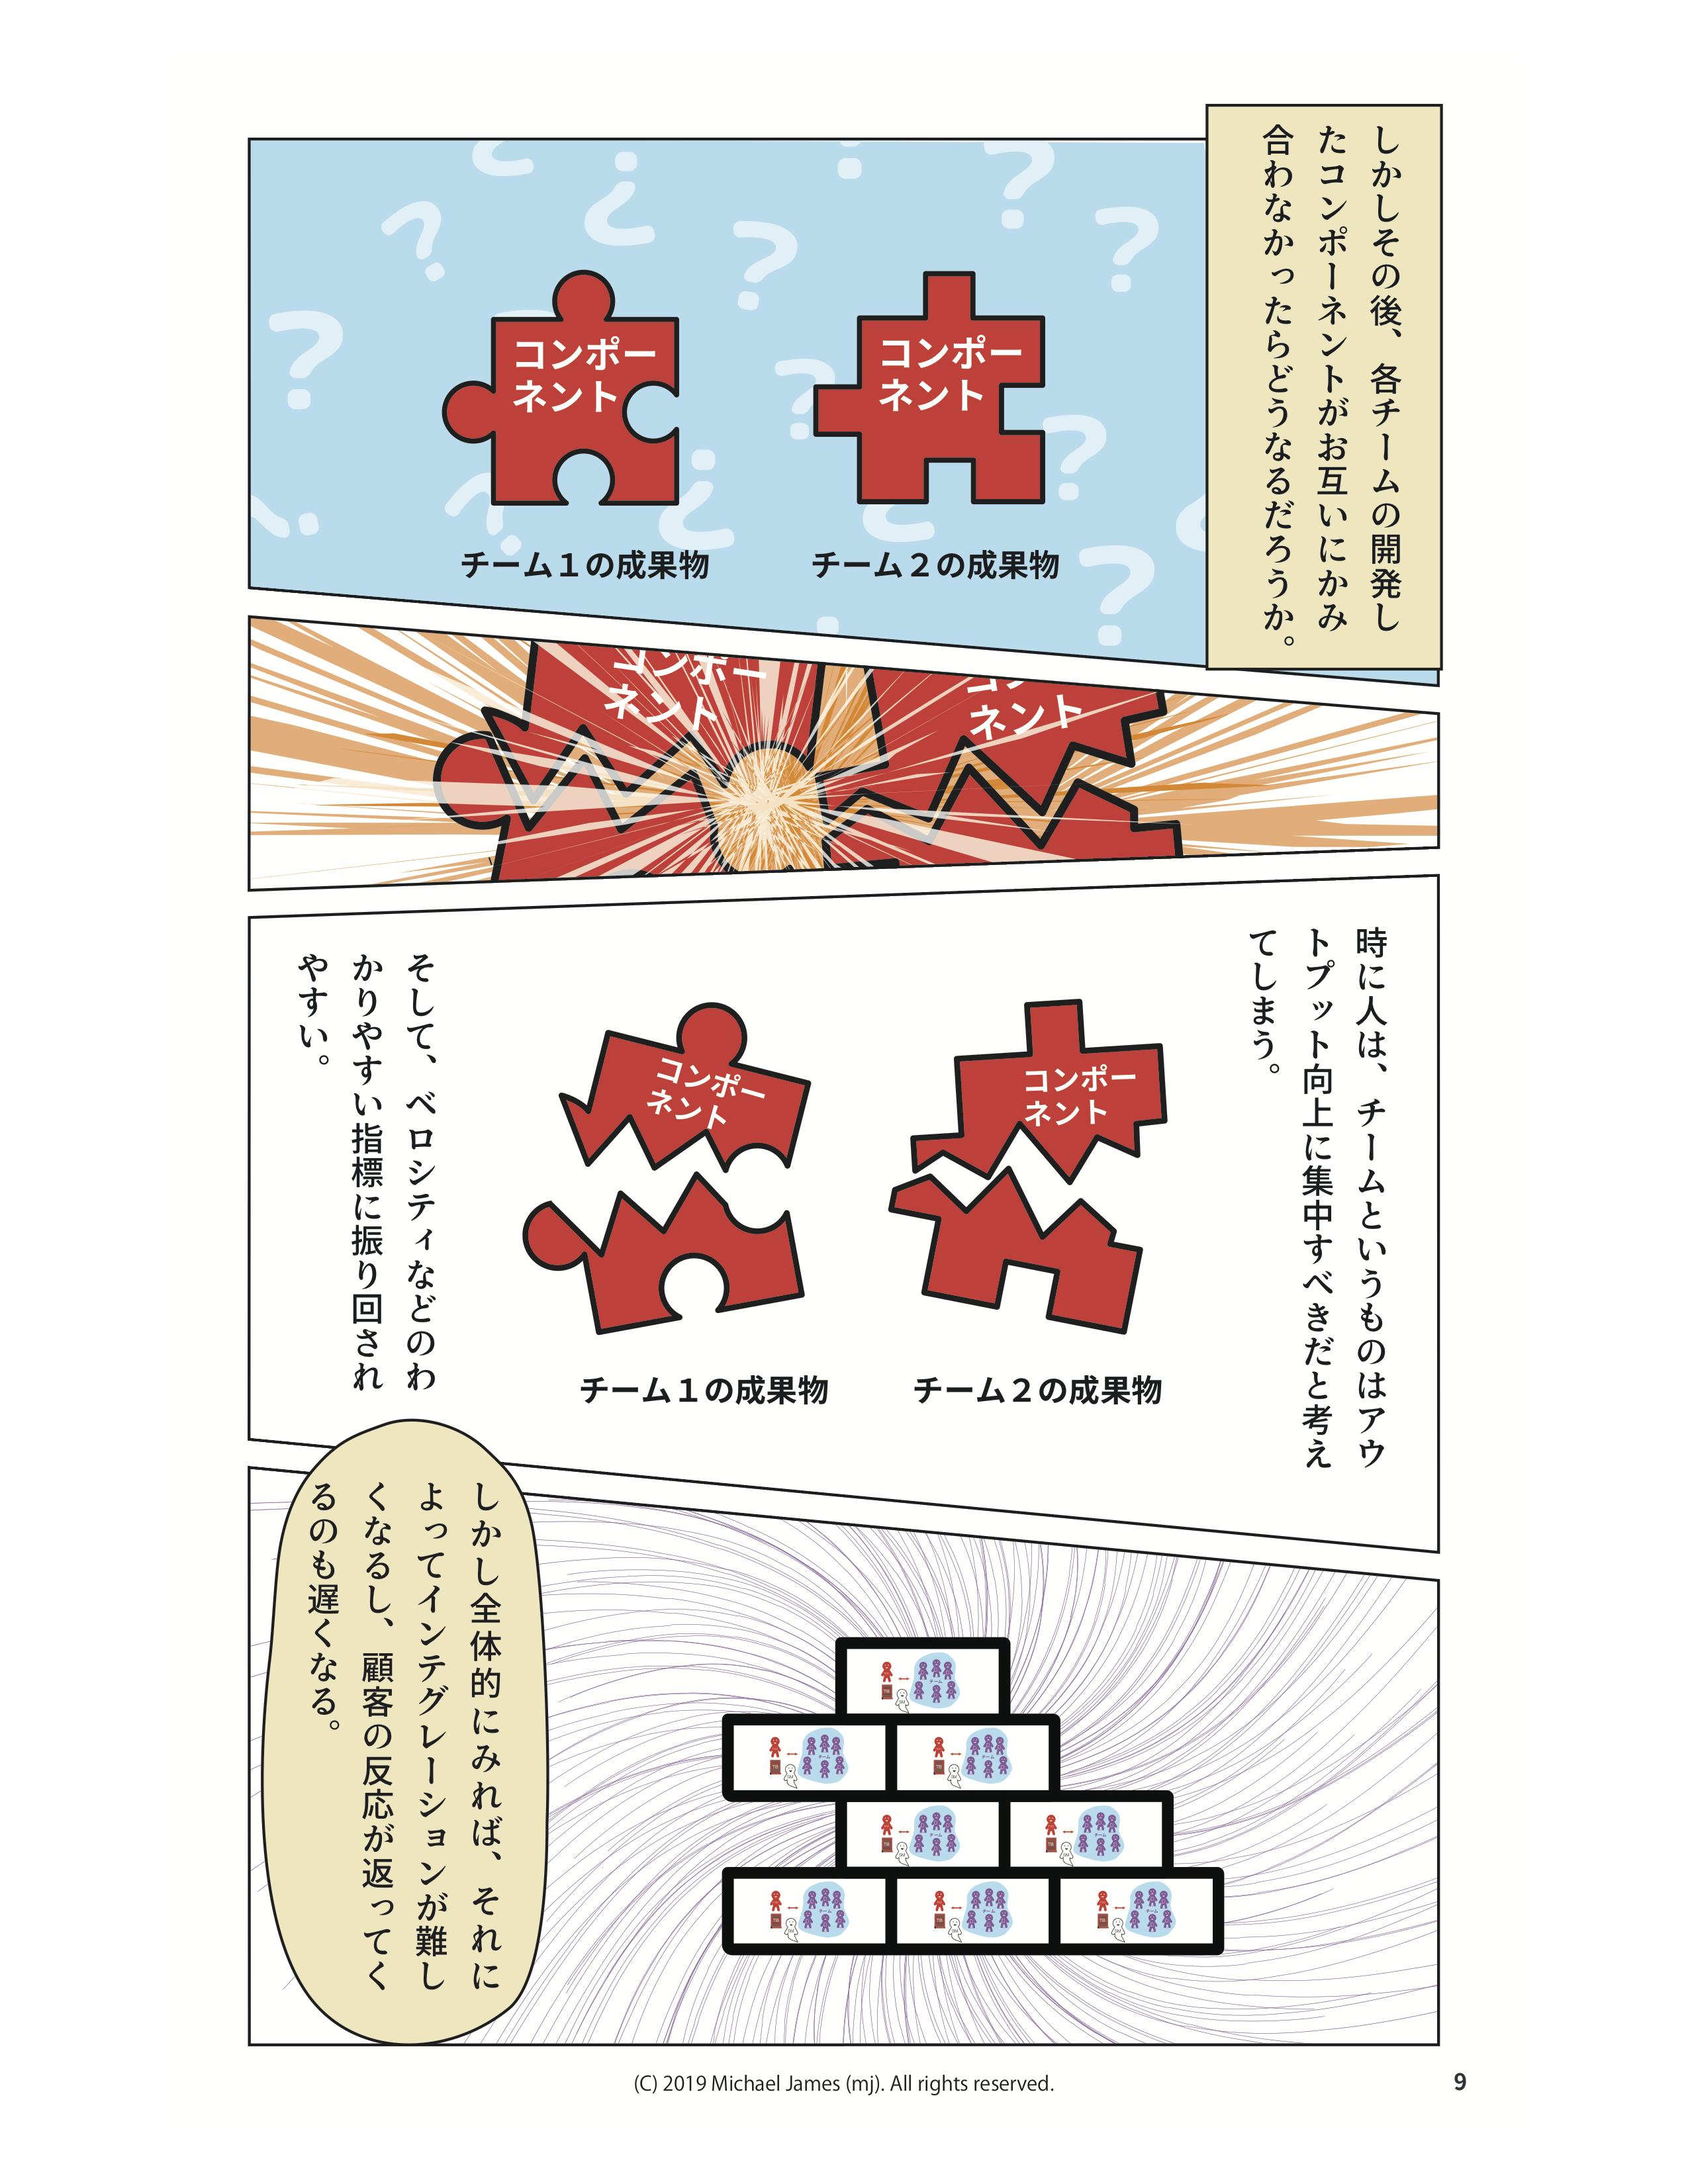 しかしその後、各チームの開発し
たコンポーネントがお互いにかみ
合わなかったらどうなるだろうか。
コンポー
ネント
チーム２の成果物
コンポー
ネント
チーム１の成果物
コンポー
ネント
コンポー
ネント
時に人は、チームというものはアウ
トプット向上に集中すべきだと考え
てしまう。
コンポー
ネント
チーム２の成果物
コンポー
ネント
チーム１の成果物
そして、ベロシティなどのわ
かりやすい指標に振り回され
やすい。
しかし全体的にみれば、それに
よってインテグレーションが難し
くなるし、顧客の反応が返ってく
るのも遅くなる。
(C) 2019 Michael James (mj). All rights reserved.
9